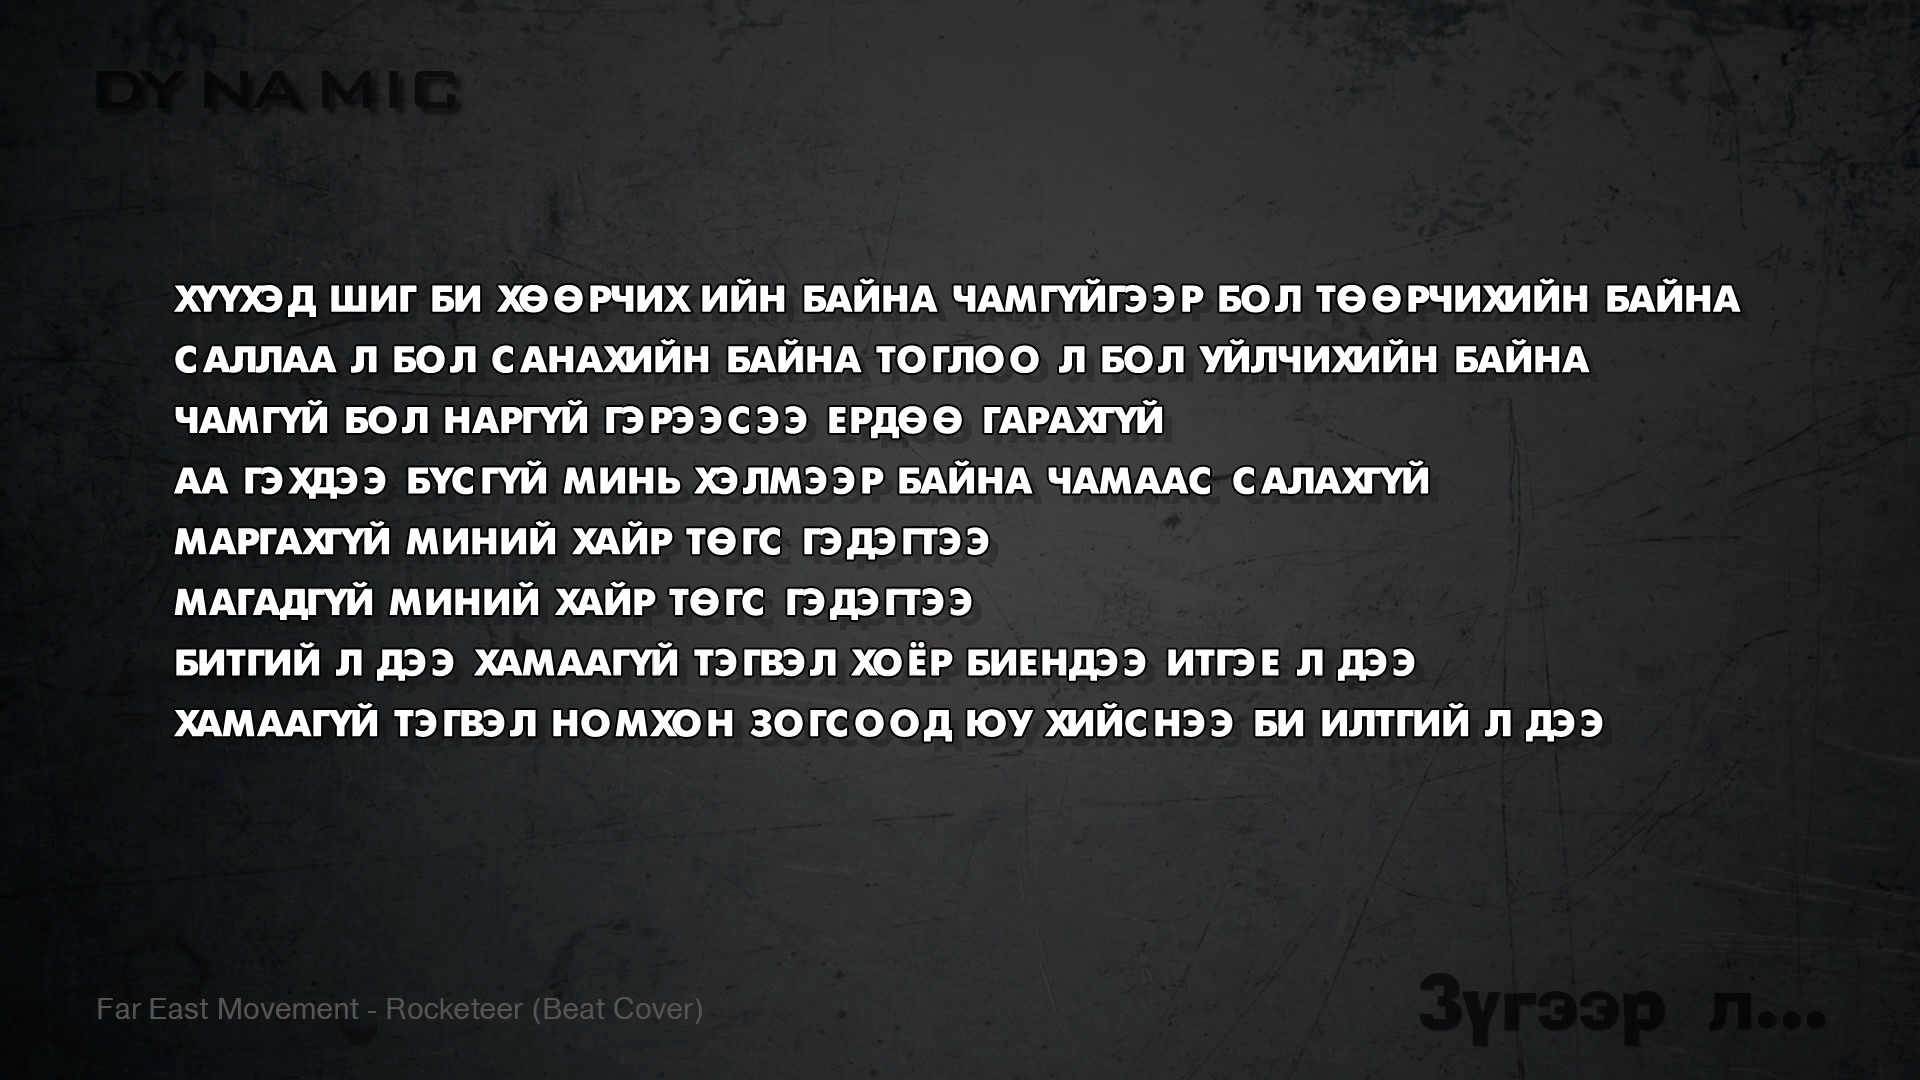 DYNAMIC
ХҮҮХЭД ШИГ БИ ХӨӨРЧИХИЙН БАЙНА ЧАМГҮЙГЭЭР БОЛ ТӨӨРЧИХИЙН БАЙНА
САЛЛАА Л БОЛ САНАХИЙН БАЙНА ТОГЛОО Л БОЛ УЙЛЧИХИЙН БАЙНА
ЧАМГҮЙ БОЛ НАРГҮЙ ГЭРЭЭСЭЭ ЕРДӨӨ ГАРАХГҮЙ
АА ГЭХДЭЭ БҮСГҮЙ МИНЬ ХЭЛМЭЭР БАЙНА ЧАМААС САЛАХГҮЙ
МАРГАХГҮЙ МИНИЙ ХАЙР ТӨГС ГЭДЭГТЭЭ
МАГАДГҮЙ МИНИЙ ХАЙР ТӨГС ГЭДЭГТЭЭ
БИТГИЙ Л ДЭЭ ХАМААГҮЙ ТЭГВЭЛ ХОЁР БИЕНДЭЭ ИТГЭЕ Л ДЭЭ
ХАМААГҮЙ ТЭГВЭЛ НОМХОН ЗОГСООД ЮУ ХИЙСНЭЭ БИ ИЛТГИЙ Л ДЭЭ
Far East Movement - Rocketeer (Beat Cover)
Зүгээр л...